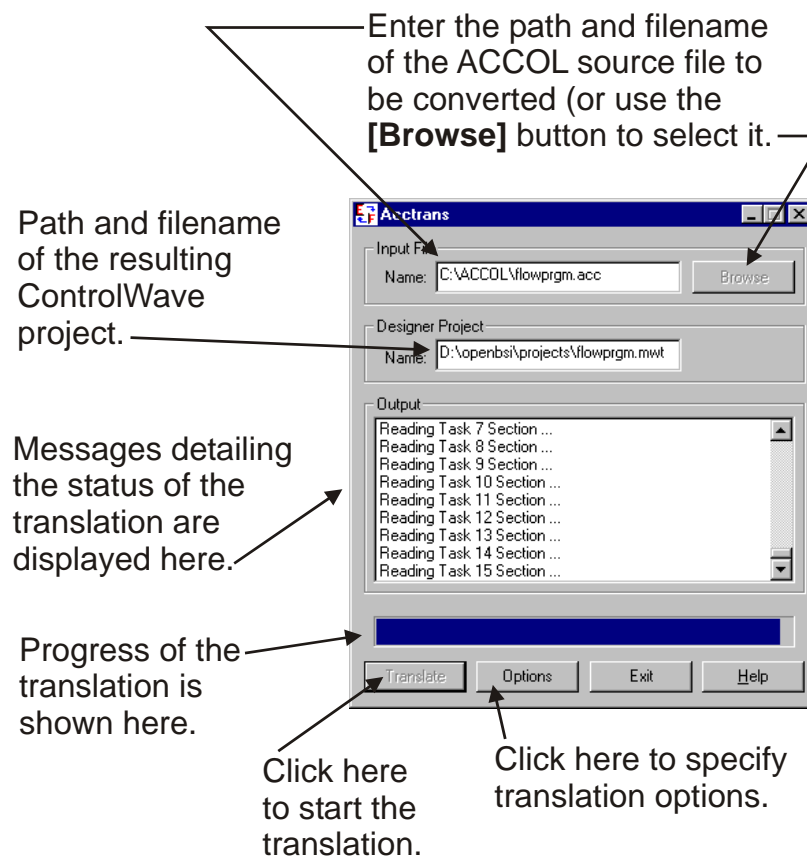 Enter the path and filename
of the ACCOL source file to
be converted (or use the
[Browse] button to select it.
Path and filename
of the resulting
ControlWave
project.
Acctrans
Input Fi
Name: C:\ACCOL\flowprgm.acc Browse
Designer Project
Name: D:\openbsi\projects\flowprgm.mwt
Messages detailing
the status of the
translation are
displayed here.
Output
Reading Task 7 Section ...
Reading Task 8 Section ...
Reading Task 9 Section ...
Reading Task 10 Section ...
Reading Task 11 Section ...
Reading Task 12 Section ...
Reading Task 13 Section ...
Reading Task 14 Section ...
Reading Task 15 Section ...
Progress of the
translation is
shown here.
Translate Options Exit Help
Click here
to start the
translation.
Click here to specify
translation options.